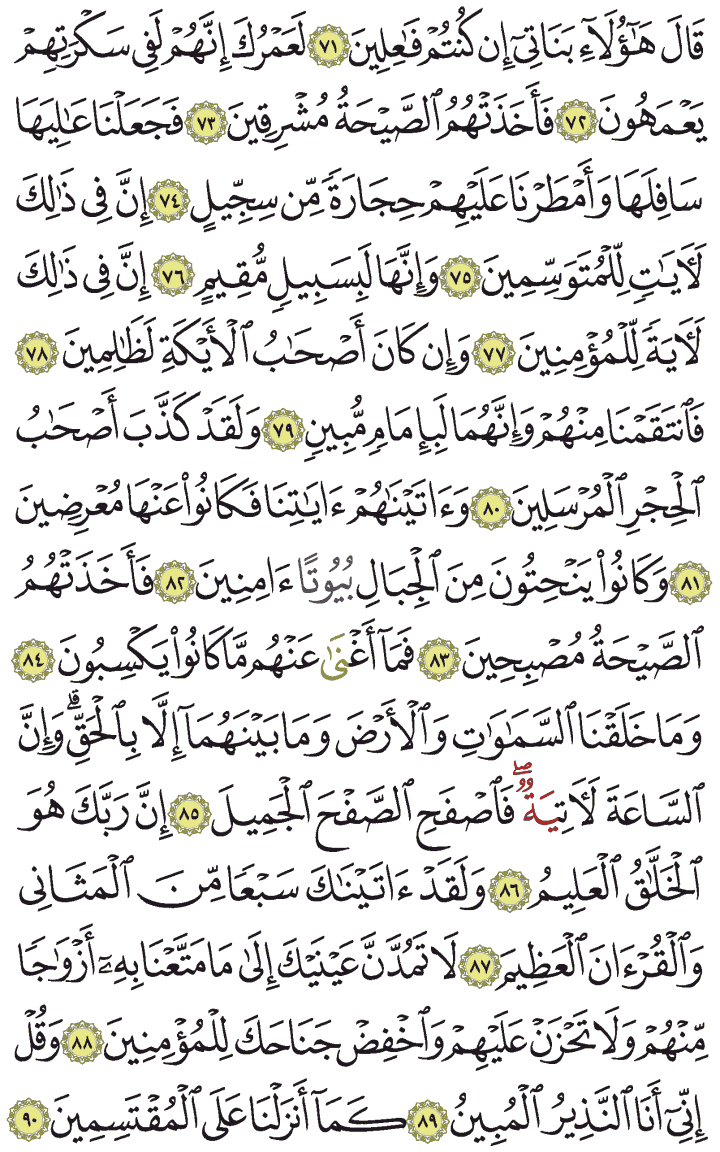 قَالَ هَٰٓؤُلَآءِ بَنَاتِىٓ إِن كُنتُمۡ فَٰعِلِينَ ٧١ لَعَمۡرُكَ إِنَّهُمۡ لَفِى سَكۡرَتِهِمۡ
يَعۡمَهُونَ ٧٢ فَأَخَذَتۡهُمُ ٱلصَّيۡحَةُ مُشۡرِقِينَ ٧٣ فَجَعَلۡنَا عَٰلِيَهَا
سَافِلَهَا وَأَمۡطَرۡنَا عَلَيۡهِمۡ حِجَارَةٗ مِّن سِجِّيلٍ ٧٤ إِنَّ فِى ذَٰلِكَ
لَأٓيَٰتٖ لِّلۡمُتَوَسِّمِينَ ٧٥ وَإِنَّهَا لَبِسَبِيلٖ مُّقِيمٍ ٧٦ إِنَّ فِى ذَٰلِكَ
لَأٓيَةٗ لِّلۡمُؤۡمِنِينَ ٧٧ وَإِن كَانَ أَصۡحَٰبُ ٱلۡأَيۡكَةِ لَظَٰلِمِينَ ٧٨
فَٱنتَقَمۡنَا مِنۡهُمۡ وَإِنَّهُمَا لَبِإِمَامٖ مُّبِينٖ ٧٩ وَلَقَدۡ كَذَّبَ أَصۡحَٰبُ
ٱلۡحِجۡرِ ٱلۡمُرۡسَلِينَ ٨٠ وَءَاتَيۡنَٰهُمۡ ءَايَٰتِنَا فَكَانُواْ عَنۡهَا مُعۡرِضِينَ
٨١ وَكَانُواْ يَنۡحِتُونَ مِنَ ٱلۡجِبَالِ بُيُوتًا ءَامِنِينَ ٨٢ فَأَخَذَتۡهُمُ
ٱلصَّيۡحَةُ مُصۡبِحِينَ ٨٣ فَمَآ أَغۡنَىٰ عَنۡهُم مَّا كَانُواْ يَكۡسِبُونَ ٨٤
وَمَا خَلَقۡنَا ٱلسَّمَٰوَٰتِ وَٱلۡأَرۡضَ وَمَا بَيۡنَهُمَآ إِلَّا بِٱلۡحَقِّۗ وَإِنَّ
ٱلسَّاعَةَ لَأٓتِيَةٞۖ فَٱصۡفَحِ ٱلصَّفۡحَ ٱلۡجَمِيلَ ٨٥ إِنَّ رَبَّكَ هُوَ
ٱلۡخَلَّٰقُ ٱلۡعَلِيمُ ٨٦ وَلَقَدۡ ءَاتَيۡنَٰكَ سَبۡعٗا مِّنَ ٱلۡمَثَانِى
وَٱلۡقُرۡءَانَ ٱلۡعَظِيمَ ٨٧ لَا تَمُدَّنَّ عَيۡنَيۡكَ إِلَىٰ مَا مَتَّعۡنَا بِهِۦٓ أَزۡوَٰجٗا
مِّنۡهُمۡ وَلَا تَحۡزَنۡ عَلَيۡهِمۡ وَٱخۡفِضۡ جَنَاحَكَ لِلۡمُؤۡمِنِينَ ٨٨ وَقُلۡ
إِنِّىٓ أَنَا ٱلنَّذِيرُ ٱلۡمُبِينُ ٨٩ كَمَآ أَنزَلۡنَا عَلَى ٱلۡمُقۡتَسِمِينَ ٩٠